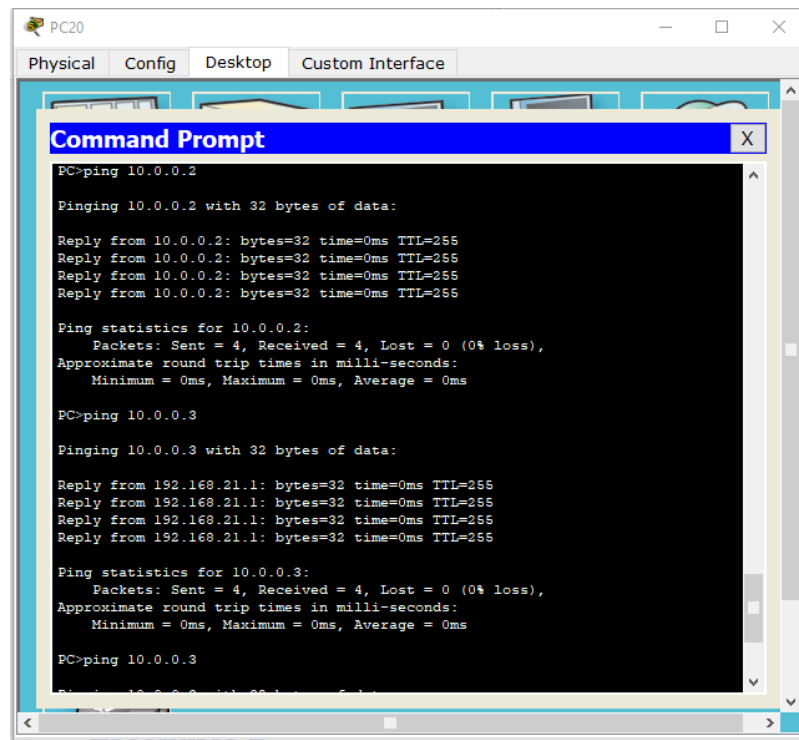 PC20
Physical Config Desktop Custom Interface
Command Prompt
X
PC>ping 10.0.0.2
Pinging 10.0.0.2 with 32 bytes of data:
Reply from 10.0.0.2: bytes=32 time=0ms TTL=255
Reply from 10.0.0.2: bytes=32 time=0ms TTL=255
Reply from 10.0.0.2: bytes=32 time=0ms TTL=255
Reply from 10.0.0.2: bytes=32 time=0ms TTL=255
Ping statistics for 10.0.0.2:
Packets: Sent = 4, Received = 4, Lost = 0 (0% loss),
Approximate round trip times in milli-seconds:
Minimum = 0ms, Maximum = 0ms, Average = 0ms
PC>ping 10.0.0.3
Pinging 10.0.0.3 with 32 bytes of data:
Reply from 192.168.21.1: bytes=32 time=0ms TTL=255
Reply from 192.168.21.1: bytes=32 time=0ms TTL=255
Reply from 192.168.21.1: bytes=32 time=0ms TTL=255
Reply from 192.168.21.1: bytes=32 time=0ms TTL=255
Ping statistics for 10.0.0.3:
Packets: Sent = 4, Received = 4, Lost = 0 (0% loss),
Approximate round trip times in milli-seconds:
Minimum = 0ms, Maximum = 0ms, Average = 0ms
PC>ping 10.0.0.3